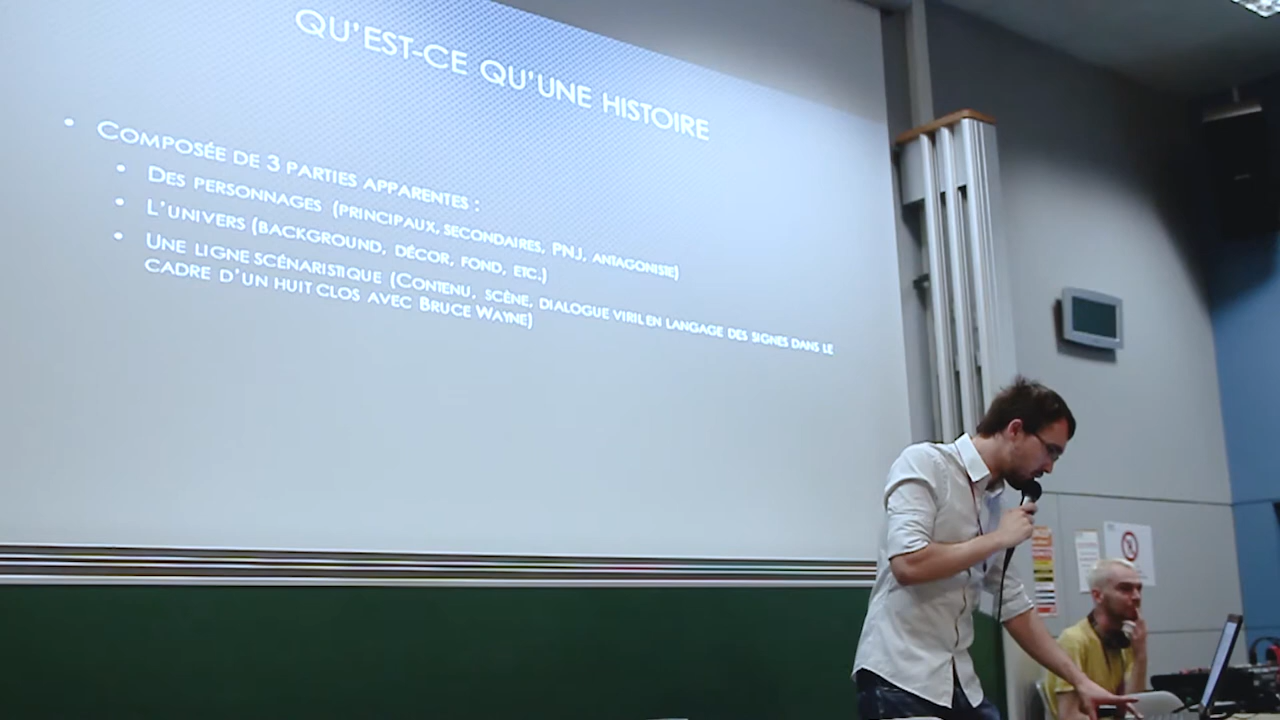 QU'EST-CE QU'UNE HISTOIRE
• COMPOSÉE DE 3 PARTIES APPARENTES :
• DES PERSONNAGES (PRINCIPAUX, SECONDAIRES, PNJ, ANTAGONISTE)
• L'UNIVERS (BACKGROUND, DÉCOR, FOND, ETC.)
• UNE LIGNE SCÉNARISTIQUE (CONTENU, SCÈNE, DIALOGUE VIRIL EN LANGAGE DES SIGNES DANS LE
CADRE D'UN HUIT CLOS AVEC BRUCE WAYNE)